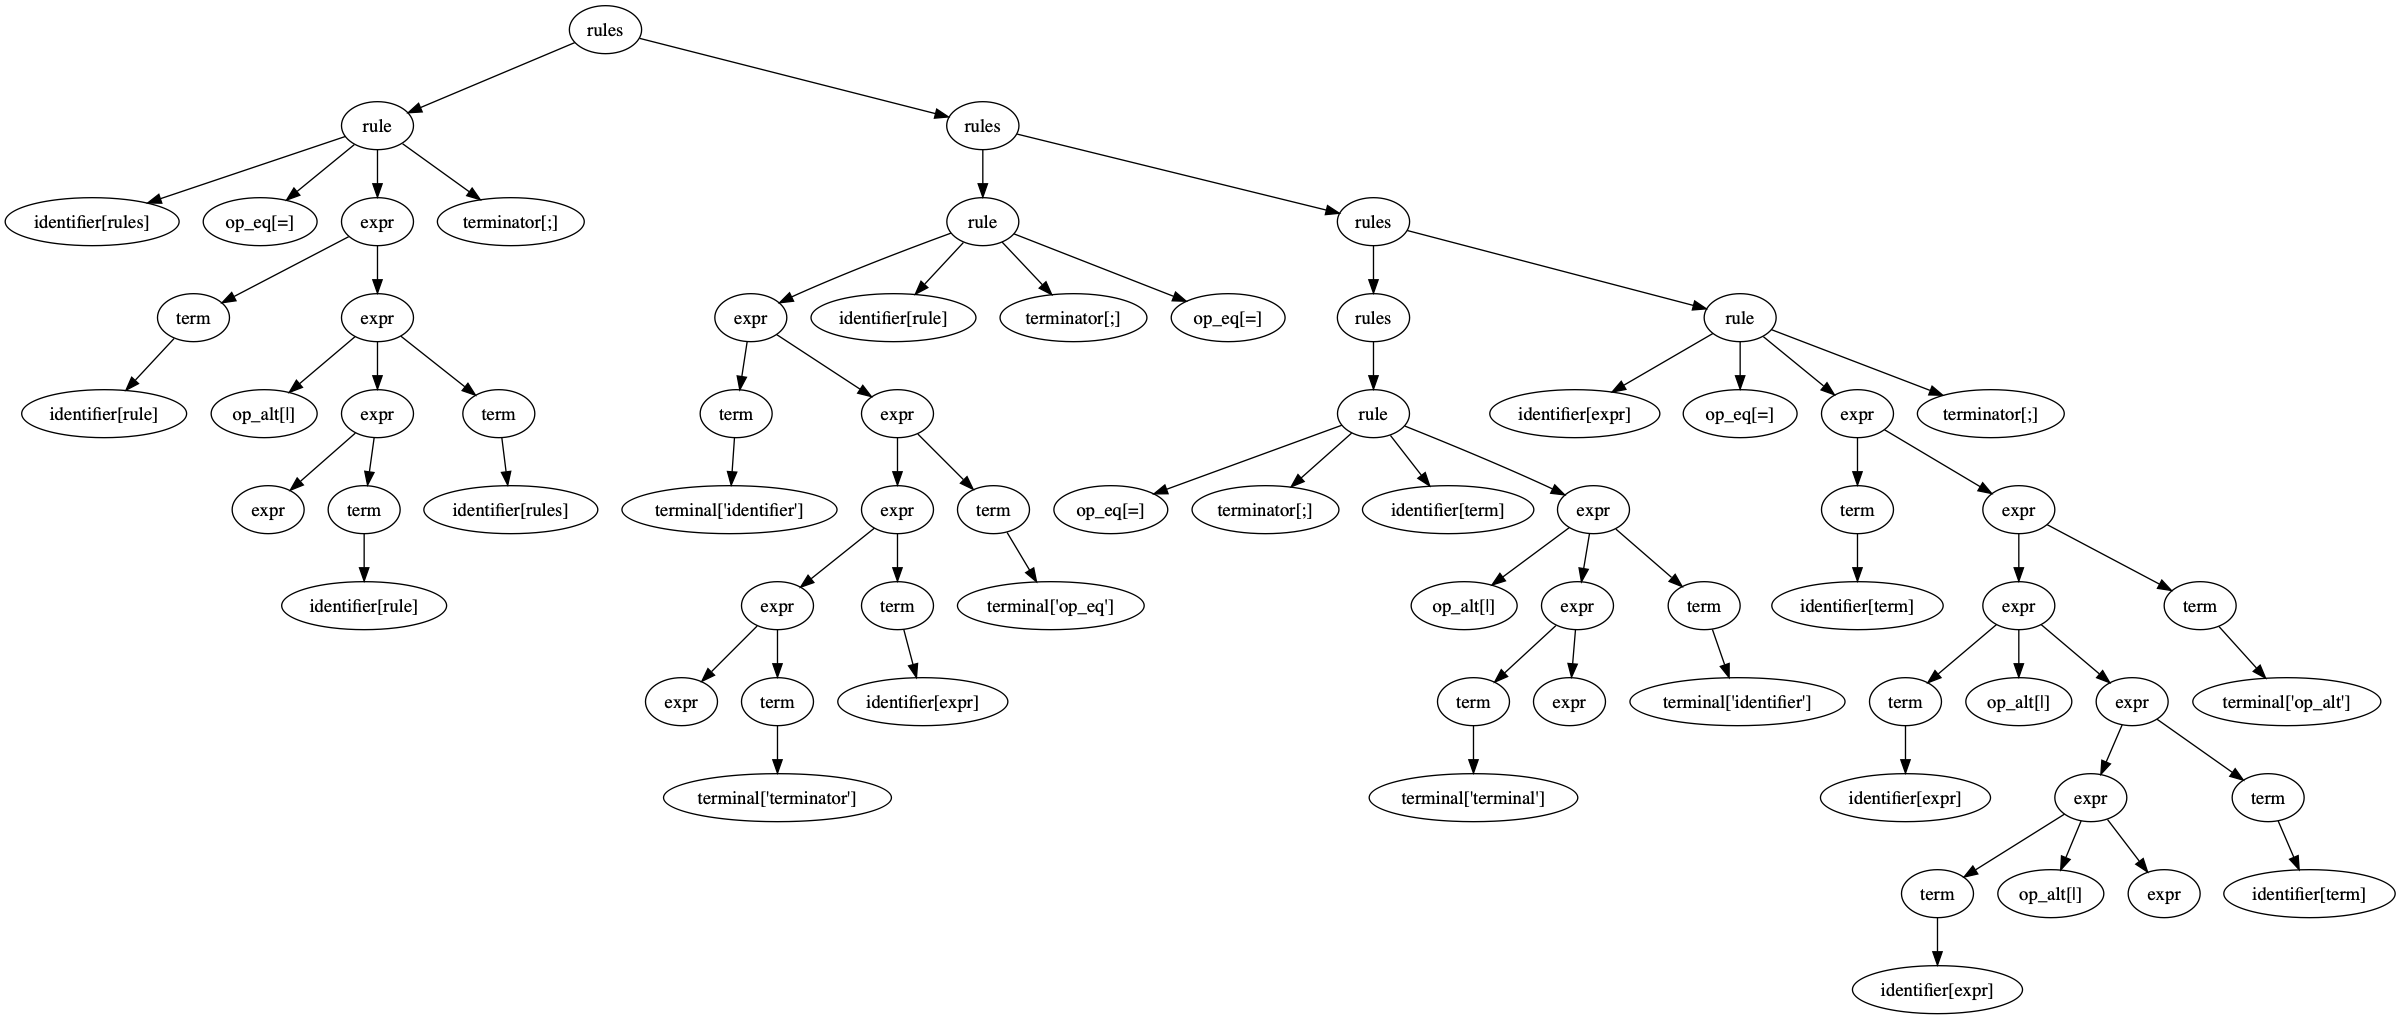 rules
rule
rules
identifier[rules]
op_eq[=]
expr
terminator[;]
rule
rules
term
expr
expr
identifier[rule]
terminator[;]
op_eq[=]
rules
rule
identifier[rule]
op_alt[|]
expr
term
term
expr
rule
identifier[expr]
op_eq[=]
expr
terminator[;]
expr
term
identifier[rules]
terminal['identifier']
expr
term
op_eq[=]
terminator[;]
identifier[term]
expr
term
expr
identifier[rule]
expr
term
terminal['op_eq']
op_alt[|]
expr
term
identifier[term]
expr
term
expr
term
identifier[expr]
term
expr
terminal['identifier']
term
op_alt[|]
expr
terminal['op_alt']
terminal['terminator']
terminal['terminal']
identifier[expr]
expr
term
term
op_alt[|]
expr
identifier[term]
identifier[expr]